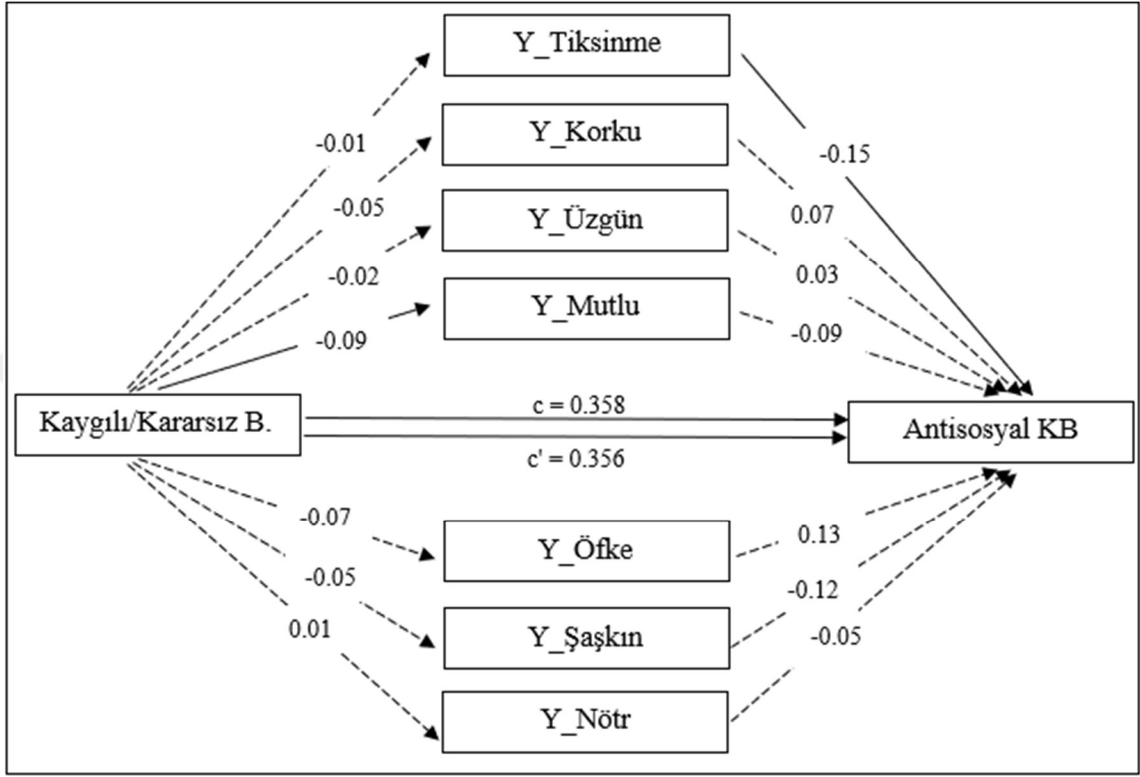 Y_Tiksinme
-0.01
-0.15
Y_Korku
-0.05
0.07
Y_Üzgün
-0.02
0.03
Y_Mutlu
-0.09
-0.09
Kaygılı/Kararsız B.
c = 0.358
c' = 0.356
Antisosyal KB
-0.07
Y_Öfke
0.13
-0.05
Y_Şaşkın
-0.12
0.01
Y_Nötr
-0.05